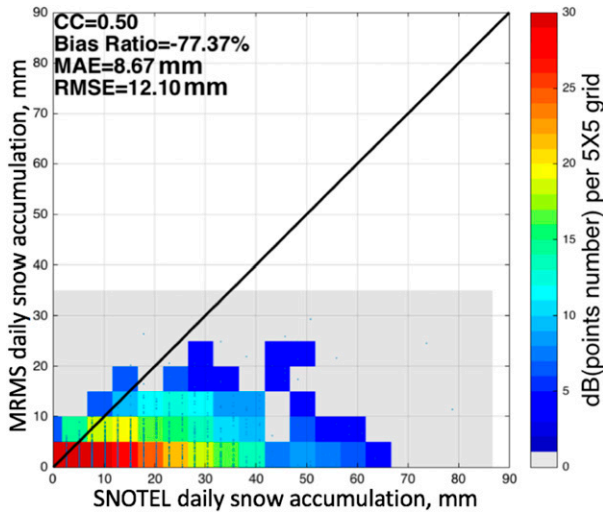 CC=0.50
Bias Ratio=-77.37%
MAE=8.67 mm
RMSE=12.10 mm
90
80
70
60
50
40
30
20
10
0
MRMS daily snow accumulation, mm
0 10 20 30 40 50 60 70 80 90
SNOTEL daily snow accumulation, mm
30
25
20
15
10
5
0
dB(points number) per 5X5 grid